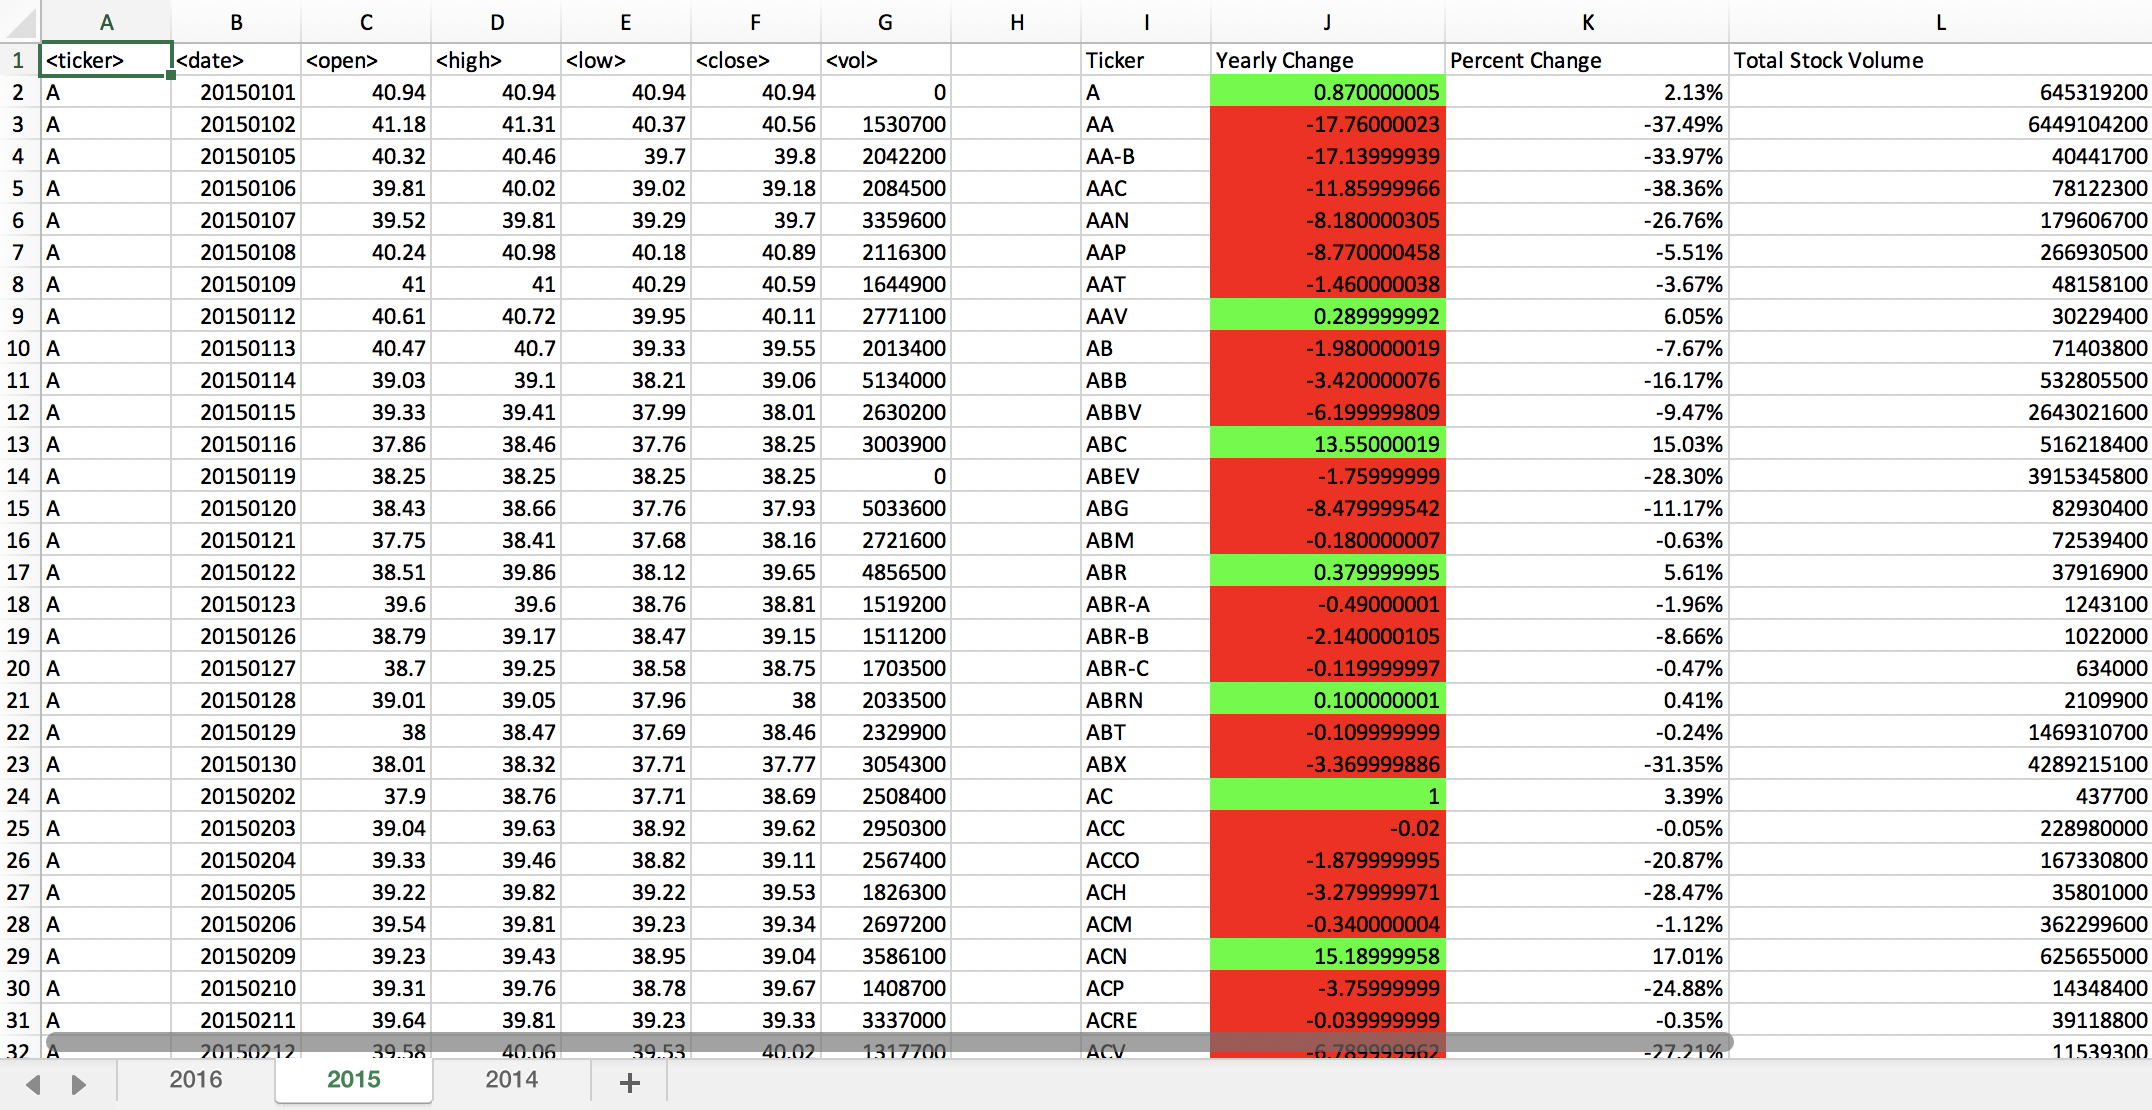 A B C D E F G H I J K L
1 <ticker> <date> <open> <high> <low> <close> <vol> Ticker Yearly Change Percent Change Total Stock Volume
2 A 20150101 40.94 40.94 40.94 40.94 0 A 0.870000005 2.13% 645319200
3 A 20150102 41.18 41.31 40.37 40.56 1530700 AA -17.76000023 -37.49% 6449104200
4 A 20150105 40.32 40.46 39.7 39.8 2042200 AA-B -17.13999939 -33.97% 40441700
5 A 20150106 39.81 40.02 39.02 39.18 2084500 AAC -11.85999966 -38.36% 78122300
6 A 20150107 39.52 39.81 39.29 39.7 3359600 AAN -8.180000305 -26.76% 179606700
7 A 20150108 40.24 40.98 40.18 40.89 2116300 AAP -8.770000458 -5.51% 266930500
8 A 20150109 41 41 40.29 40.59 1644900 AAT -1.460000038 -3.67% 48158100
9 A 20150112 40.61 40.72 39.95 40.11 2771100 AAV 0.289999992 6.05% 30229400
10 A 20150113 40.47 40.7 39.33 39.55 2013400 AB -1.980000019 -7.67% 71403800
11 A 20150114 39.03 39.1 38.21 39.06 5134000 ABB -3.420000076 -16.17% 532805500
12 A 20150115 39.33 39.41 37.99 38.01 2630200 ABBV -6.199999809 -9.47% 2643021600
13 A 20150116 37.86 38.46 37.76 38.25 3003900 ABC 13.55000019 15.03% 516218400
14 A 20150119 38.25 38.25 38.25 38.25 0 ABEV -1.75999999 -28.30% 3915345800
15 A 20150120 38.43 38.66 37.76 37.93 5033600 ABG -8.479999542 -11.17% 82930400
16 A 20150121 37.75 38.41 37.68 38.16 2721600 ABM -0.180000007 -0.63% 72539400
17 A 20150122 38.51 39.86 38.12 39.65 4856500 ABR 0.379999995 5.61% 37916900
18 A 20150123 39.6 39.6 38.76 38.81 1519200 ABR-A -0.49000001 -1.96% 1243100
19 A 20150126 38.79 39.17 38.47 39.15 1511200 ABR-B -2.140000105 -8.66% 1022000
20 A 20150127 38.7 39.25 38.58 38.75 1703500 ABR-C -0.119999997 -0.47% 634000
21 A 20150128 39.01 39.05 37.96 38 2033500 ABRN 0.100000001 0.41% 2109900
22 A 20150129 38 38.47 37.69 38.46 2329900 ABT -0.109999999 -0.24% 1469310700
23 A 20150130 38.01 38.32 37.71 37.77 3054300 ABX -3.369999886 -31.35% 4289215100
24 A 20150202 37.9 38.76 37.71 38.69 2508400 AC 1 3.39% 437700
25 A 20150203 39.04 39.63 38.92 39.62 2950300 ACC -0.02 -0.05% 228980000
26 A 20150204 39.33 39.46 38.82 39.11 2567400 ACCO -1.879999995 -20.87% 167330800
27 A 20150205 39.22 39.82 39.22 39.53 1826300 ACH -3.279999971 -28.47% 35801000
28 A 20150206 39.54 39.81 39.23 39.34 2697200 ACM -0.340000004 -1.12% 362299600
29 A 20150209 39.23 39.43 38.95 39.04 3586100 ACN 15.18999958 17.01% 625655000
30 A 20150210 39.31 39.76 38.78 39.67 1408700 ACP -3.75999999 -24.88% 14348400
31 A 20150211 39.64 39.81 39.23 39.33 3337000 ACRE -0.039999999 -0.35% 39118800
32 A 20150212 39.58 40.06 39.53 40.02 1317700 ACV -6.789999962 -27.21% 11539300
2016 2015 2014 +